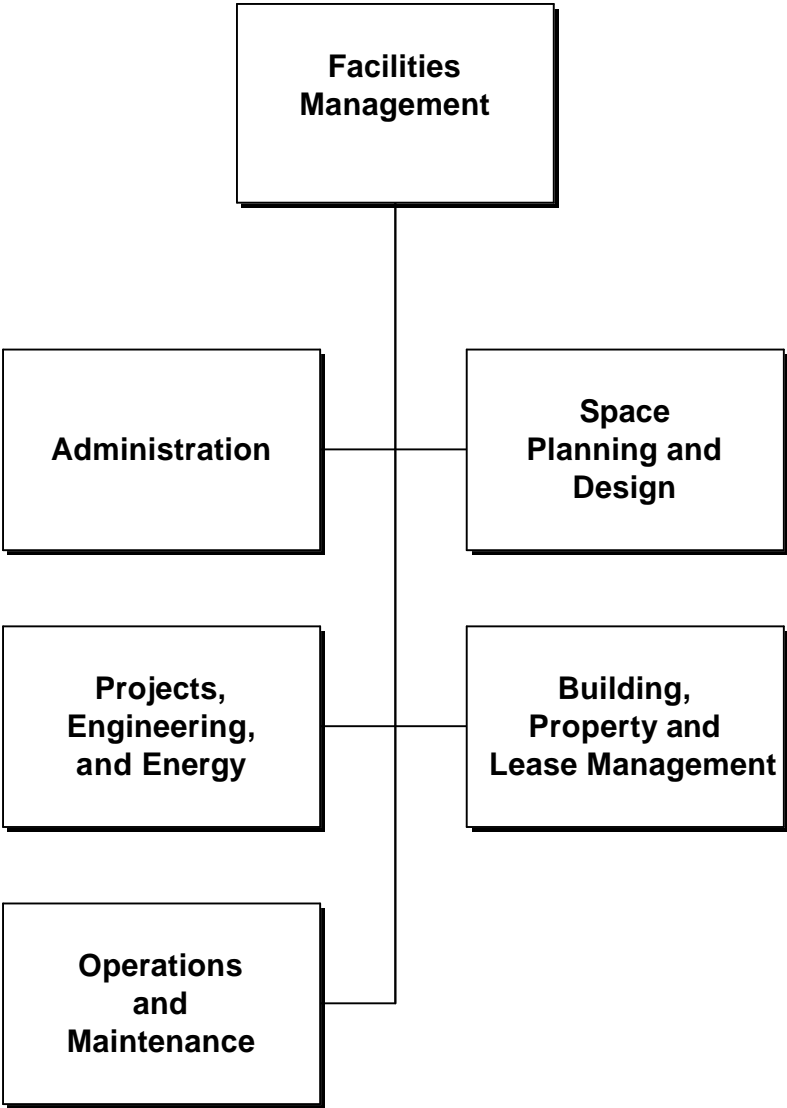 Facilities
Management
Administration
Space
Planning and
Design
Projects,
Engineering,
and Energy
Building,
Property and
Lease Management
Operations
and
Maintenance